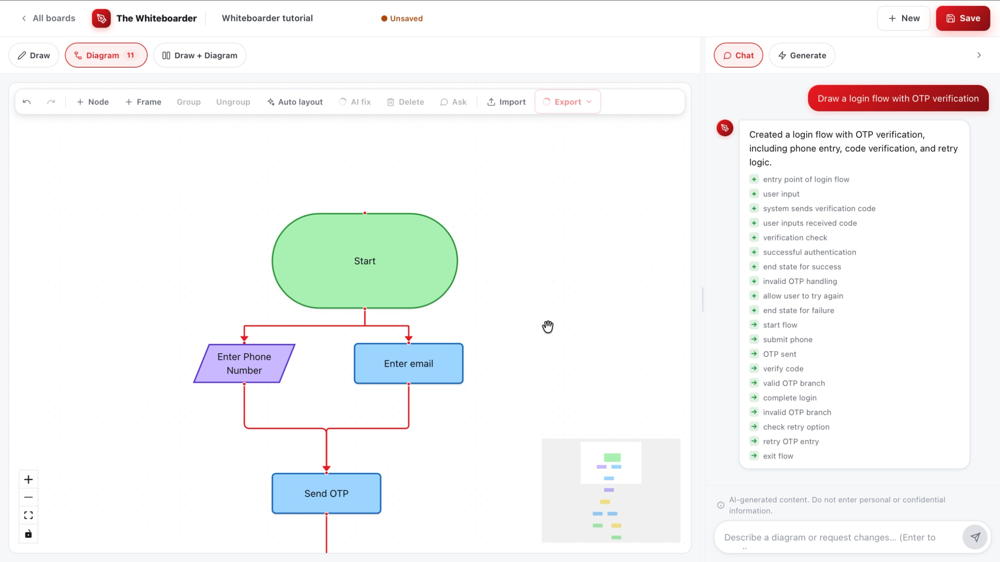 All boards
The Whiteboarder
Whiteboarder tutorial
Unsaved
New
Save
Draw
Diagram 11
Draw + Diagram
Chat
Generate
Node
Frame
Group
Ungroup
Auto layout
AI fix
Delete
Ask
Import
Export
Start
Enter Phone
Number
Enter email
Send OTP
Draw a login flow with OTP verification
Created a login flow with OTP verification,
including phone entry, code verification, and retry
logic.
entry point of login flow
user input
system sends verification code
user inputs received code
verification check
successful authentication
end state for success
invalid OTP handling
allow user to try again
end state for failure
start flow
submit phone
OTP sent
verify code
valid OTP branch
complete login
invalid OTP branch
check retry option
retry OTP entry
exit flow
AI-generated content. Do not enter personal or confidential
information.
Describe a diagram or request changes... (Enter to